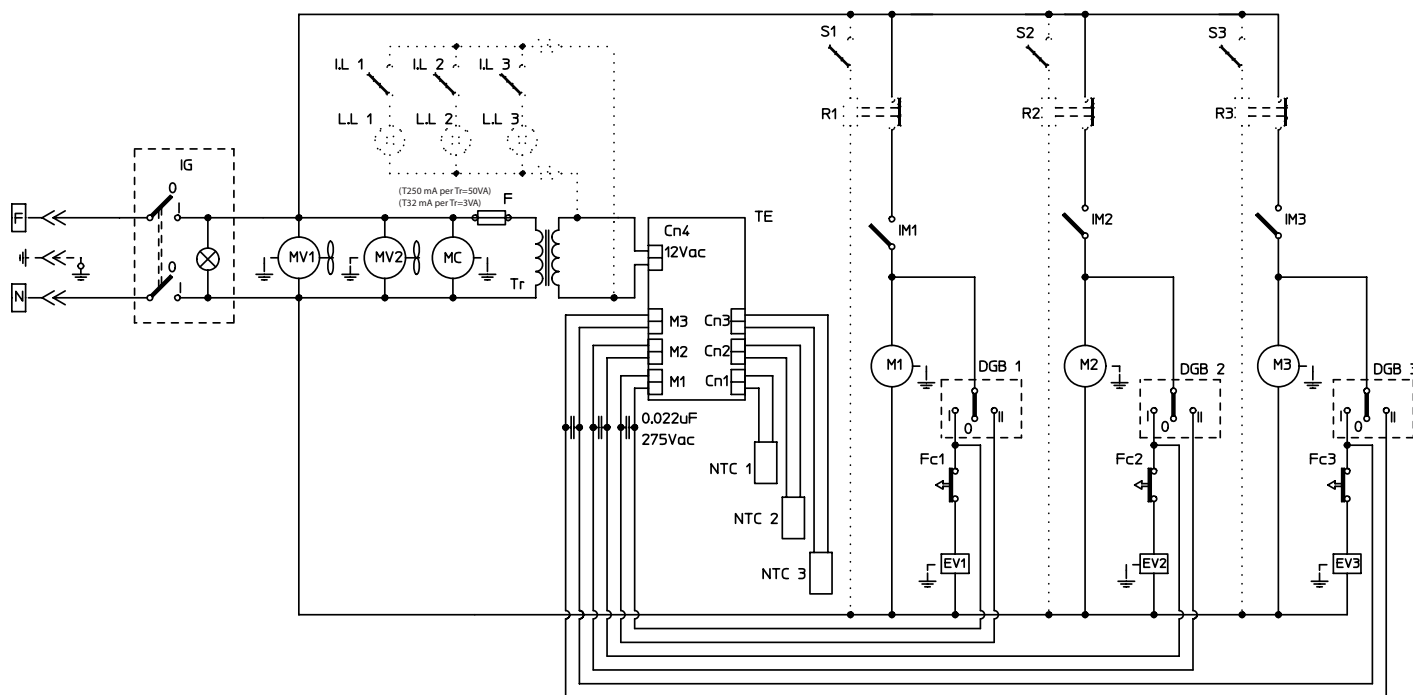 S1
S2
S3
I.L 1
I.L 2
I.L 3
R1
R2
R3
L.L 1
L.L 2
L.L 3
IG
0
I
(T250 mA per Tr=50VA)
(T32 mA per Tr=3VA)
F
F
TE
Cn4
12Vac
IM1
IM2
IM3
MV1
MV2
MC
0
I
N
Tr
M3
Cn3
M2
Cn2
M1
Cn1
M1
M2
M3
DGB 1
DGB 2
DGB 3
I
0
II
I
0
II
I
0
II
0.022uF
275Vac
NTC 1
NTC 2
NTC 3
Fc1
Fc2
Fc3
EV1
EV2
EV3